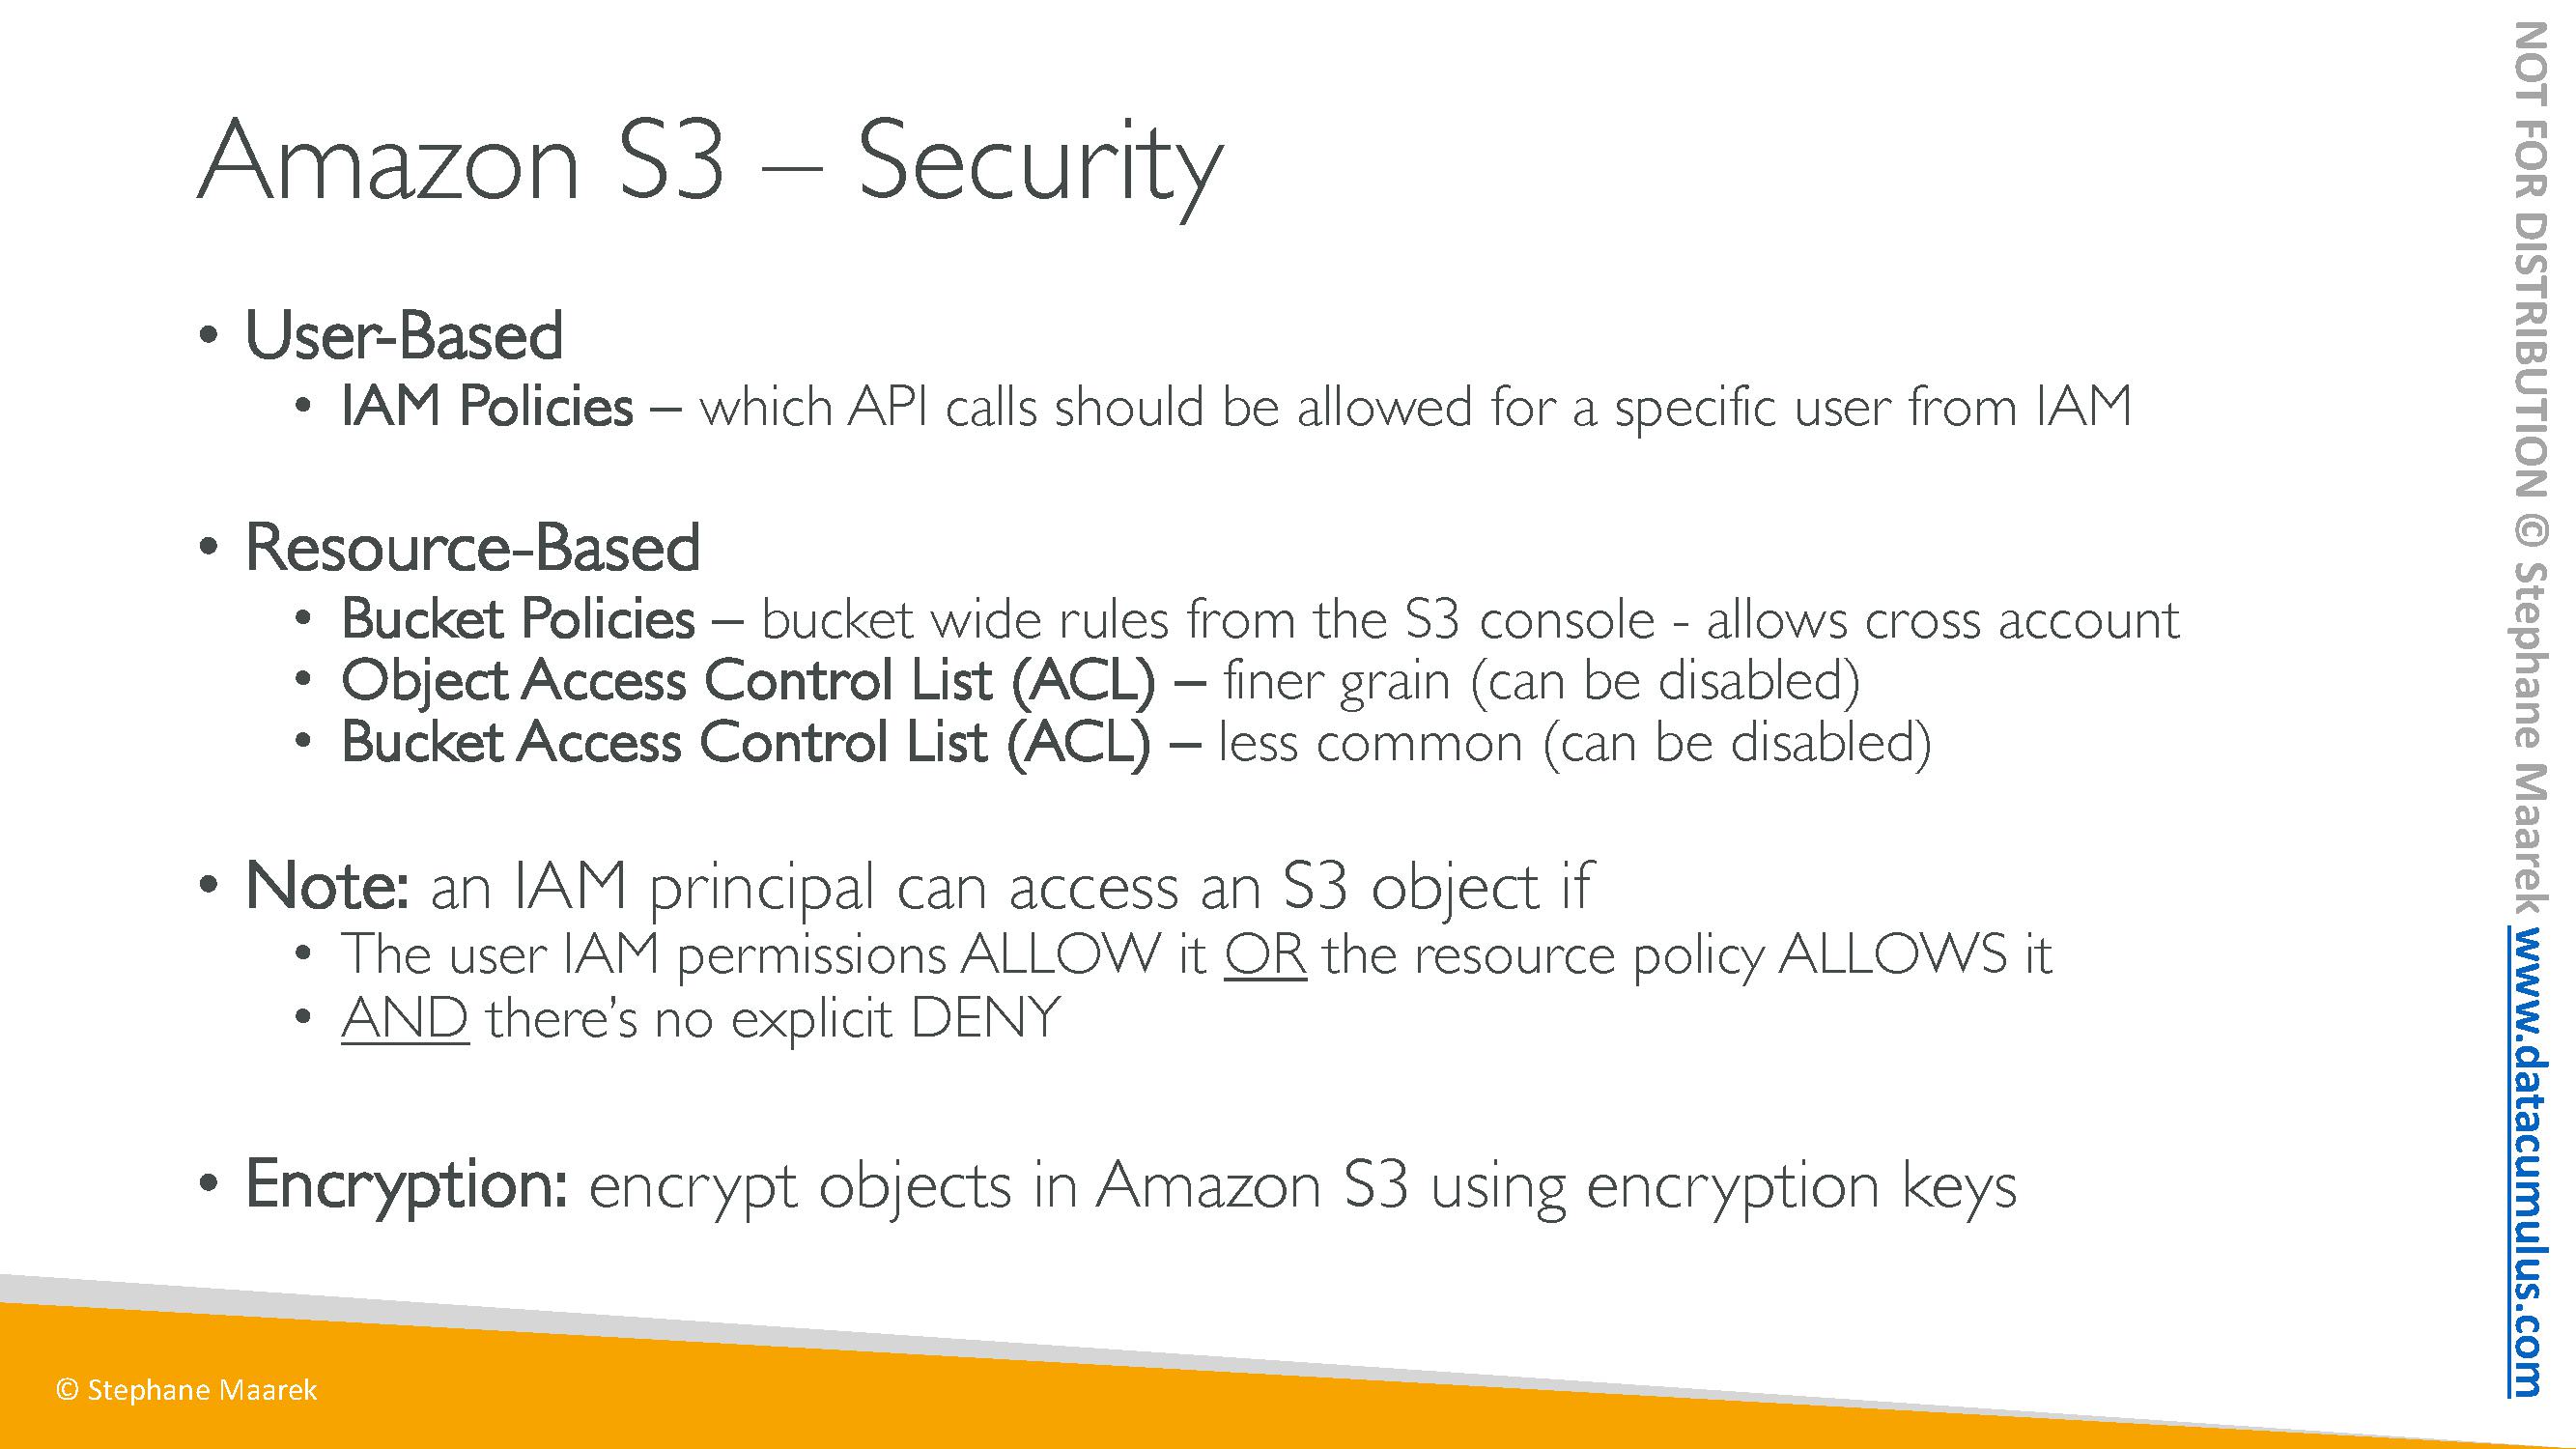 Amazon S3 – Security
• User-Based
• IAM Policies – which API calls should be allowed for a specific user from IAM
• Resource-Based
• Bucket Policies – bucket wide rules from the S3 console - allows cross account
• Object Access Control List (ACL) – finer grain (can be disabled)
• Bucket Access Control List (ACL) – less common (can be disabled)
• Note: an IAM principal can access an S3 object if
• The user IAM permissions ALLOW it OR the resource policy ALLOWS it
• AND there’s no explicit DENY
• Encryption: encrypt objects in Amazon S3 using encryption keys
© Stephane Maarek
NOT FOR DISTRIBUTION © Stephane Maarek www.datacumulus.com